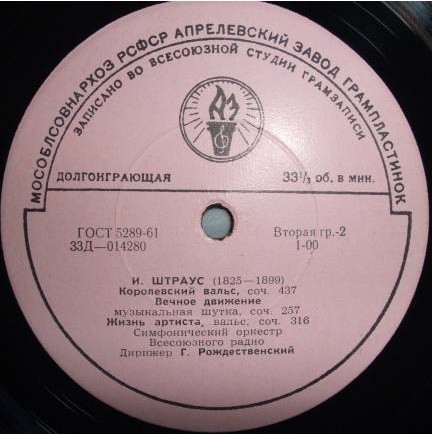 МОСОБЛСОВНАРХОЗ РСФСР АПРЕЛЕВСКИЙ ЗАВОД ГРАМПЛАСТИНОК
ЗАПИСАНО ВО ВСЕСОЮЗНОЙ СТУДИИ ГРАМЗАПИСИ
ДОЛГОИГРАЮЩАЯ 33⅓ об. в мин.
ГОСТ 5289-61 Вторая гр.-2
33Д—014280 1-00
И. ШТРАУС (1825—1899)
Королевский вальс, соч. 437
Вечное движение
музыкальная шутка, соч. 257
Жизнь артиста, вальс, соч. 316
Симфонический оркестр
Всесоюзного радио
Дирижер Г. Рождественский